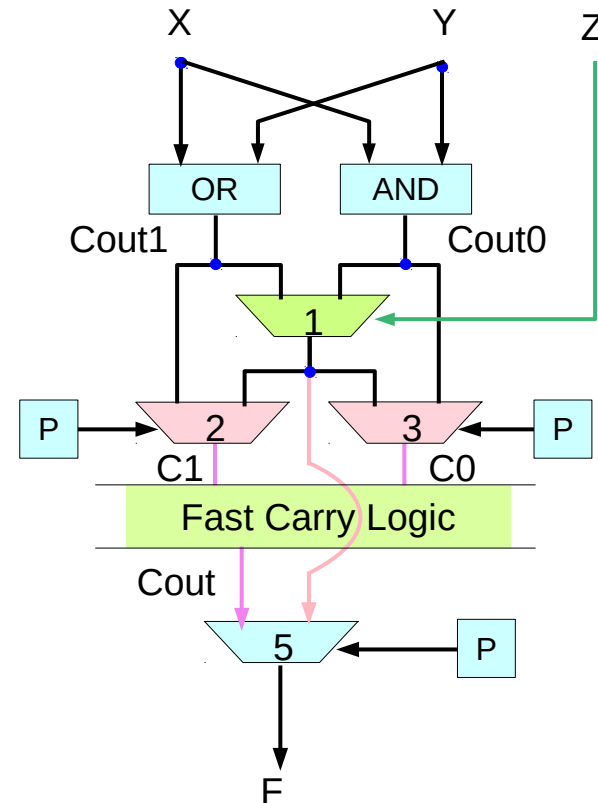 X Y Z
OR AND
Cout1 Cout0
1
P 2 3 P
C1 C0
Fast Carry Logic
Cout
5 P
F